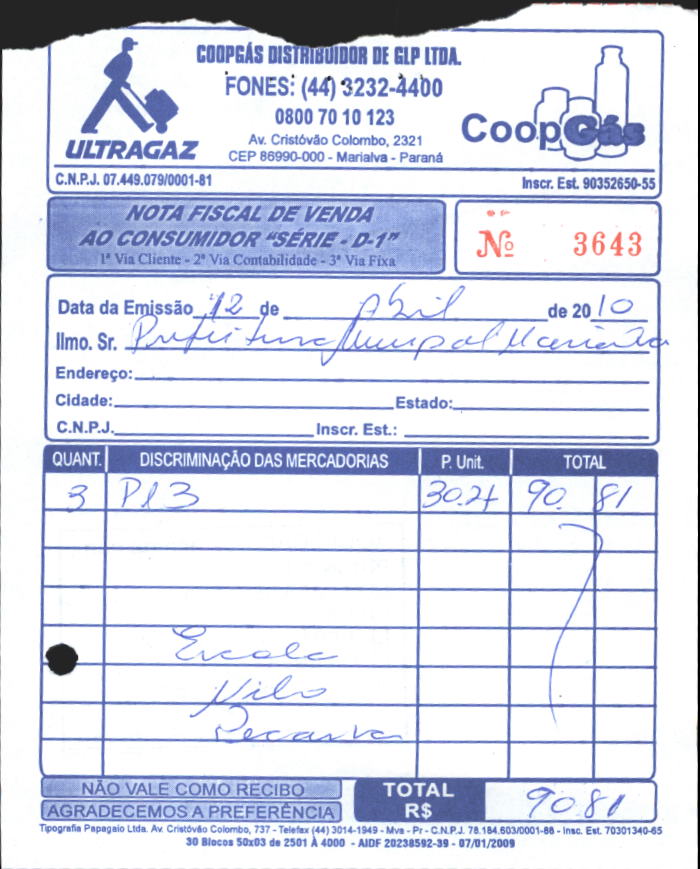 COOPGÁS DISTRIBUIDOR DE GLP LTDA.
FONES: (44) 3232-4400
0800 70 10 123
Av. Cristóvão Colombo, 2321
CEP 86990-000 - Marialva - Paraná
ULTRAGAZ
CoopGás
C.N.P.J. 07.449.079/0001-81
Inscr. Est. 90352650-55
NOTA FISCAL DE VENDA
AO CONSUMIDOR "SÉRIE - D-1"
1ª Via Cliente - 2ª Via Contabilidade - 3ª Via Fixa
Nº 3643
Data da Emissão 12 de Abril de 2010
Ilmo. Sr. Prefeitura Municipal Marialva
Endereço:
Cidade: Estado:
C.N.P.J. Inscr. Est.:
QUANT. DISCRIMINAÇÃO DAS MERCADORIAS P. Unit. TOTAL
3 P13 30.27 90. 81
Escola
Nilo
Peçanha
NÃO VALE COMO RECIBO
AGRADECEMOS A PREFERÊNCIA
TOTAL R$ 90.81
Tipografia Papagaio Ltda. Av. Cristóvão Colombo, 737 - Telefax (44) 3014-1949 - Mva - Pr - C.N.P.J. 78.184.603/0001-86 - Insc. Est. 70301340-65
30 Blocos 50x03 de 2501 À 4000 - AIDF 20238592-39 - 07/01/2009